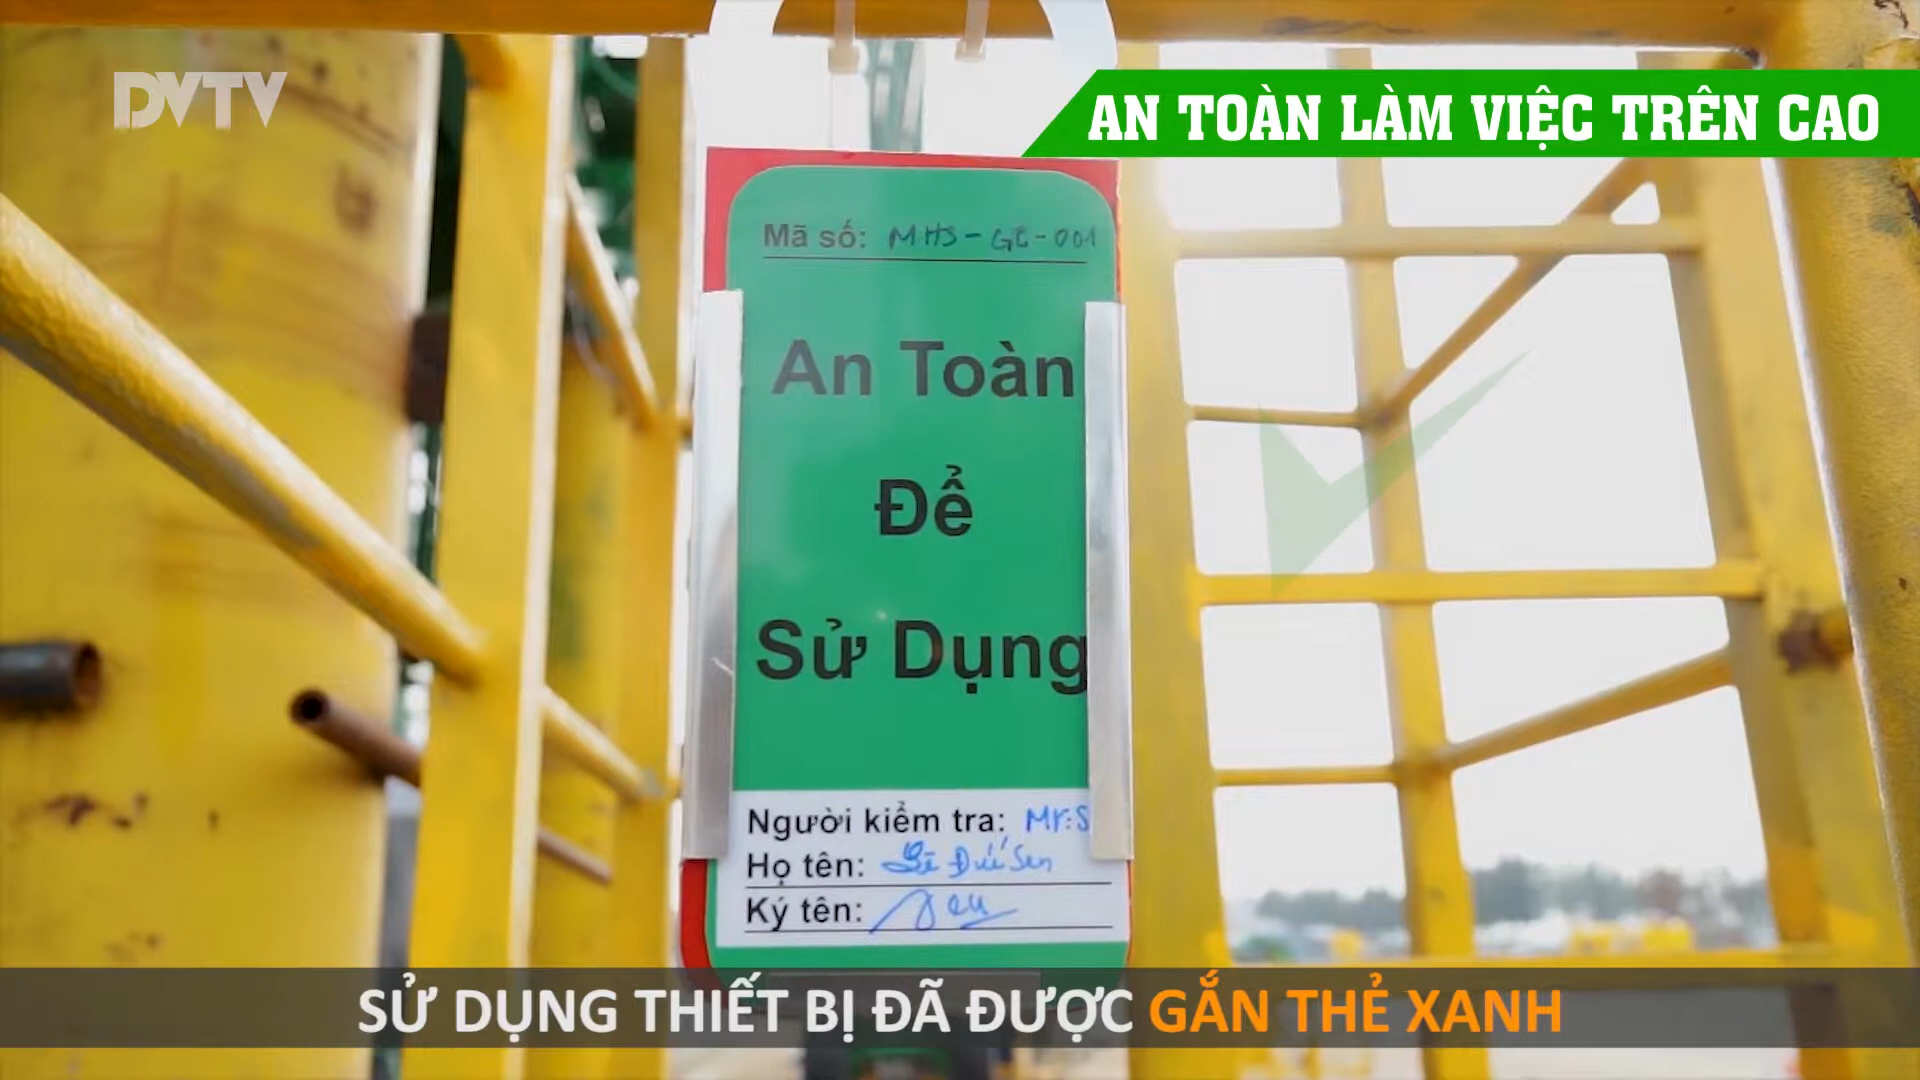 DVTV
AN TOÀN LÀM VIỆC TRÊN CAO
Mã số: MHS-GC-001
An Toàn
Để
Sử Dụng
Người kiểm tra: Mr.S
Họ tên:
Ký tên:
SỬ DỤNG THIẾT BỊ ĐÃ ĐƯỢC GẮN THẺ XANH